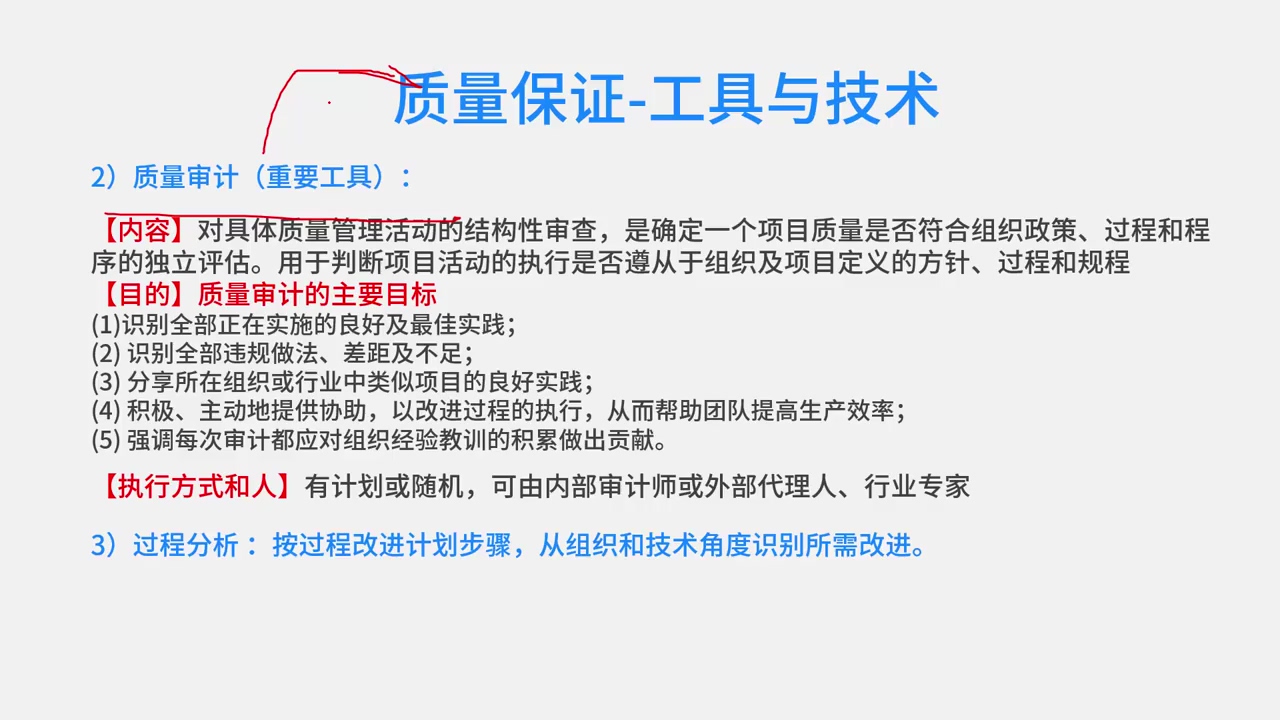 质量保证-工具与技术
2）质量审计（重要工具）：
【内容】对具体质量管理活动的结构性审查，是确定一个项目质量是否符合组织政策、过程和程
序的独立评估。用于判断项目活动的执行是否遵从于组织及项目定义的方针、过程和规程
【目的】质量审计的主要目标
(1)识别全部正在实施的良好及最佳实践；
(2) 识别全部违规做法、差距及不足；
(3) 分享所在组织或行业中类似项目的良好实践；
(4) 积极、主动地提供协助，以改进过程的执行，从而帮助团队提高生产效率；
(5) 强调每次审计都应对组织经验教训的积累做出贡献。
【执行方式和人】有计划或随机，可由内部审计师或外部代理人、行业专家
3）过程分析 ：按过程改进计划步骤，从组织和技术角度识别所需改进。